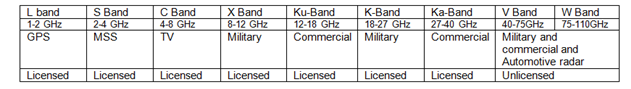 L band S Band C Band X Band Ku-Band K-Band Ka-Band V Band W Band
1-2 GHz 2-4 GHz 4-8 GHz 8-12 GHz 12-18 GHz 18-27 GHz 27-40 GHz 40-75GHz 75-110GHz
GPS MSS TV Military Commercial Military Commercial Military and
commercial and
Automotive radar
Licensed Licensed Licensed Licensed Licensed Licensed Licensed Unlicensed